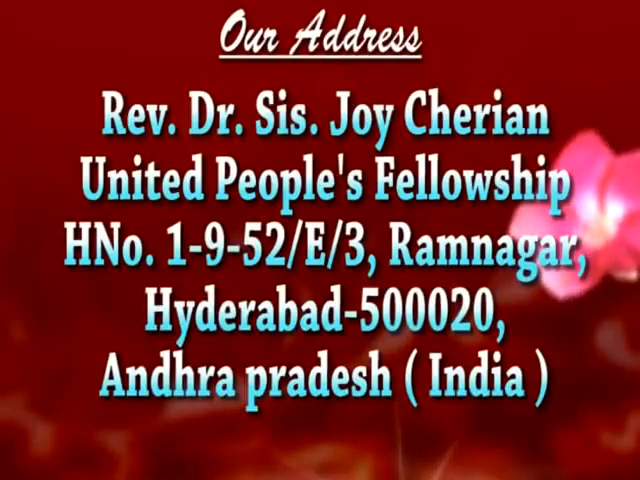 Our Address
Rev. Dr. Sis. Joy Cherian
United People's Fellowship
HNo. 1-9-52/E/3, Ramnagar,
Hyderabad-500020,
Andhra pradesh ( India )